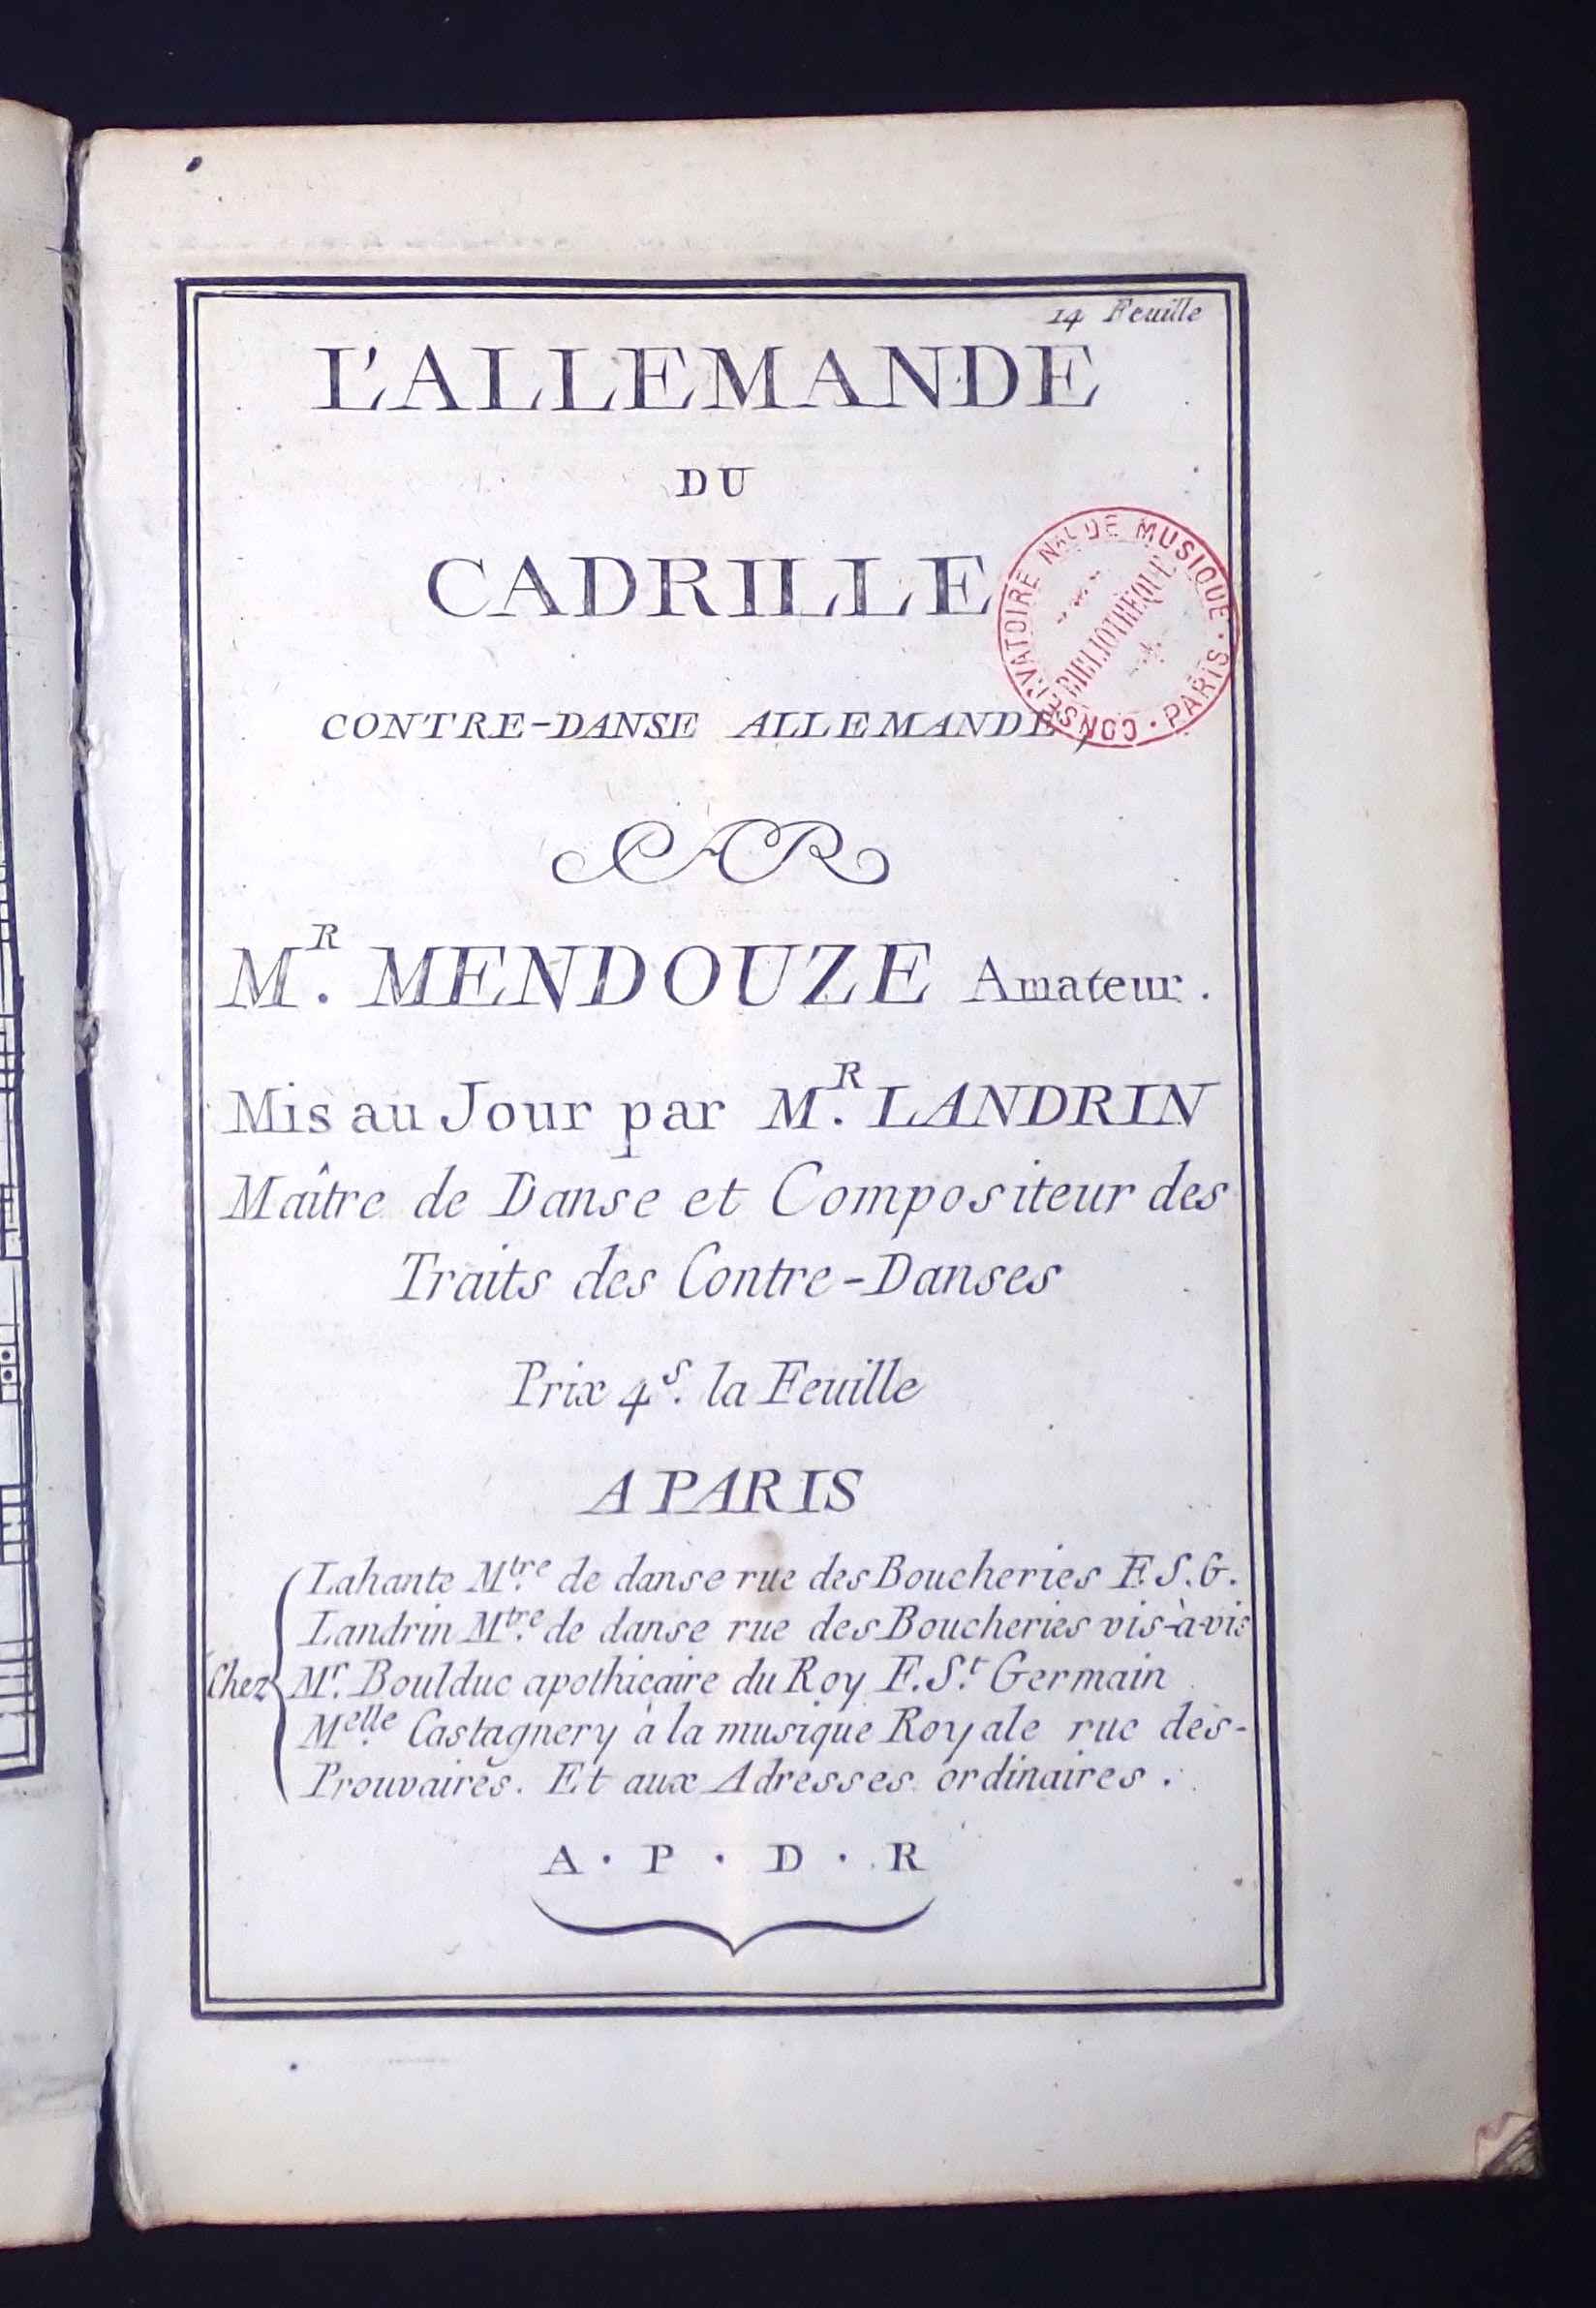 14 Feuille
L'ALLEMANDE
DU
CADRILLE
CONTRE-DANSE ALLEMANDE,
PAR
MR. MENDOUZE Amateur.
Mis au Jour par MR. LANDRIN
Maître de Danse et Compositeur des
Traits des Contre-Danses
Prix 4s. la Feuille
A PARIS
Chez
Lahante Mtre. de danse rue des Boucheries F. S. G.
Landrin Mtre. de danse rue des Boucheries vis-à-vis
Mr. Boulduc apothicaire du Roy F. St. Germain
Melle. Castagnery à la musique Royale rue des-
Prouvaires. Et aux Adresses ordinaires.
A · P · D · R
CONSERVATOIRE NAL DE MUSIQUE · PARIS ·
BIBLIOTHÈQUE